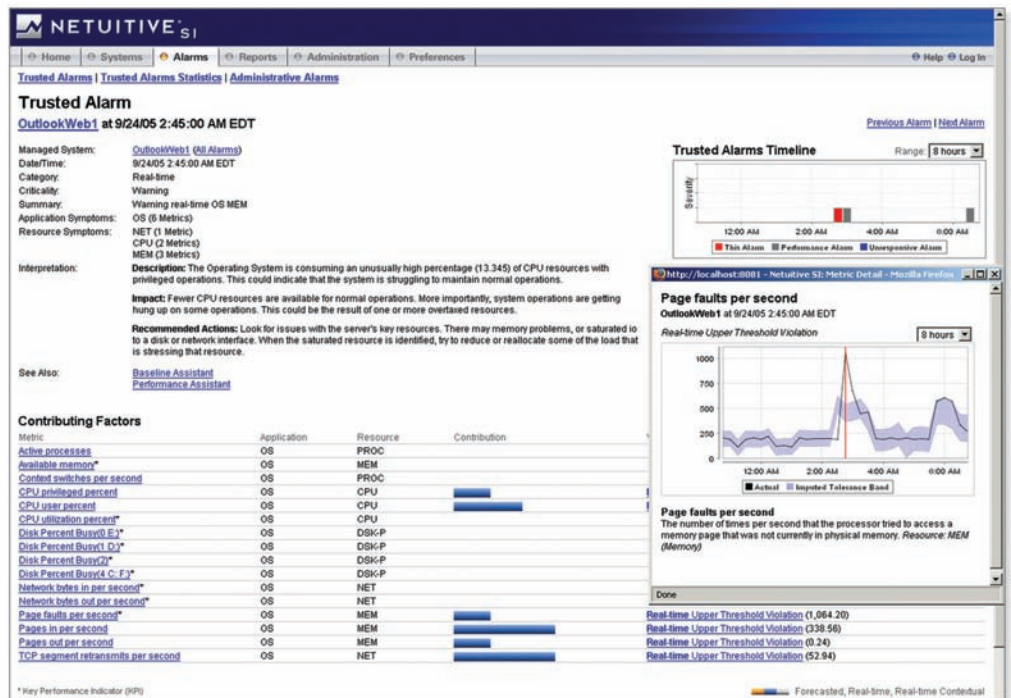 NETUITIVE SI
Home Systems Alarms Reports Administration Preferences Help Log In
Trusted Alarms | Trusted Alarms Statistics | Administrative Alarms
Trusted Alarm
OutlookWeb1 at 9/24/05 2:45:00 AM EDT
Previous Alarm | Next Alarm
Managed System: OutlookWeb1 (All Alarms)
Date/Time: 9/24/05 2:45:00 AM EDT
Category: Real-time
Criticality: Warning
Summary: Warning real-time OS MEM
Application Symptoms: OS (6 Metrics)
Resource Symptoms: NET (1 Metric)
CPU (2 Metrics)
MEM (3 Metrics)
Interpretation: Description: The Operating System is consuming an unusually high percentage (13.345) of CPU resources with
privileged operations. This could indicate that the system is struggling to maintain normal operations.
Impact: Fewer CPU resources are available for normal operations. More importantly, system operations are getting
hung up on some operations. This could be the result of one or more overtaxed resources.
Recommended Actions: Look for issues with the server's key resources. There may memory problems, or saturated io
to a disk or network interface. When the saturated resource is identified, try to reduce or reallocate some of the load that
is stressing that resource.
See Also: Baseline Assistant
Performance Assistant
Trusted Alarms Timeline Range: 8 hours
Severity
12:00 AM 2:00 AM 4:00 AM 6:00 AM
This Alarm Performance Alarm Unresponsive Alarm
http://localhost:8081 - Netuitive SI: Metric Detail - Mozilla Firefox
Page faults per second
OutlookWeb1 at 9/24/05 2:45:00 AM EDT
Real-time Upper Threshold Violation 8 hours
1000
750
500
250
0
12:00 AM 2:00 AM 4:00 AM 6:00 AM
Actual Imputed Tolerance Band
Page faults per second
The number of times per second that the processor tried to access a
memory page that was not currently in physical memory. Resource: MEM
(Memory)
Done
Contributing Factors
Metric Application Resource Contribution
Active processes OS PROC
Available memory* OS MEM
Context switches per second OS PROC
CPU privileged percent OS CPU
CPU user percent OS CPU
CPU utilization percent* OS CPU
Disk Percent Busy(0 E:)* OS DSK-P
Disk Percent Busy(1 D:)* OS DSK-P
Disk Percent Busy(2)* OS DSK-P
Disk Percent Busy(4 C: F:)* OS DSK-P
Network bytes in per second* OS NET
Network bytes out per second* OS NET
Page faults per second* OS MEM Real-time Upper Threshold Violation (1,064.20)
Pages in per second OS MEM Real-time Upper Threshold Violation (338.56)
Pages out per second OS MEM Real-time Upper Threshold Violation (0.24)
TCP segment retransmits per second OS NET Real-time Upper Threshold Violation (52.94)
* Key Performance Indicator (KPI) Forecasted, Real-time, Real-time Contextual